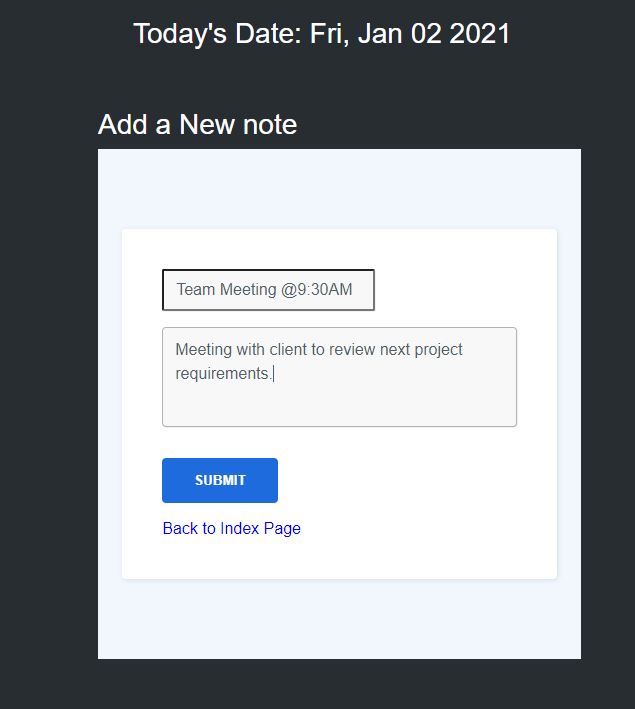 Today's Date: Fri, Jan 02 2021
Add a New note
Team Meeting @9:30AM
Meeting with client to review next project
requirements.
SUBMIT
Back to Index Page